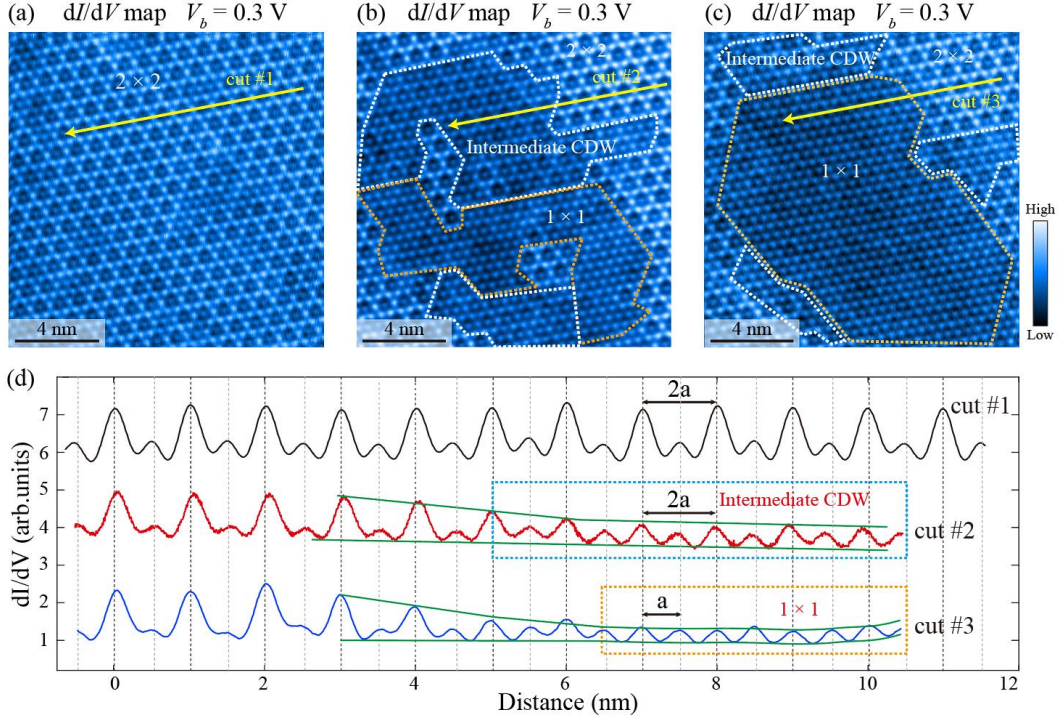 (a) dI/dV map V_b = 0.3 V
(b) dI/dV map V_b = 0.3 V
(c) dI/dV map V_b = 0.3 V
2 × 2
cut #1
4 nm
2 × 2
cut #2
Intermediate CDW
1 × 1
4 nm
Intermediate CDW
2 × 2
cut #3
1 × 1
4 nm
High
Low
(d)
dI/dV (arb.units)
7
6
5
4
3
2
1
2a
cut #1
2a
Intermediate CDW
cut #2
a
1 × 1
cut #3
0 2 4 6 8 10 12
Distance (nm)